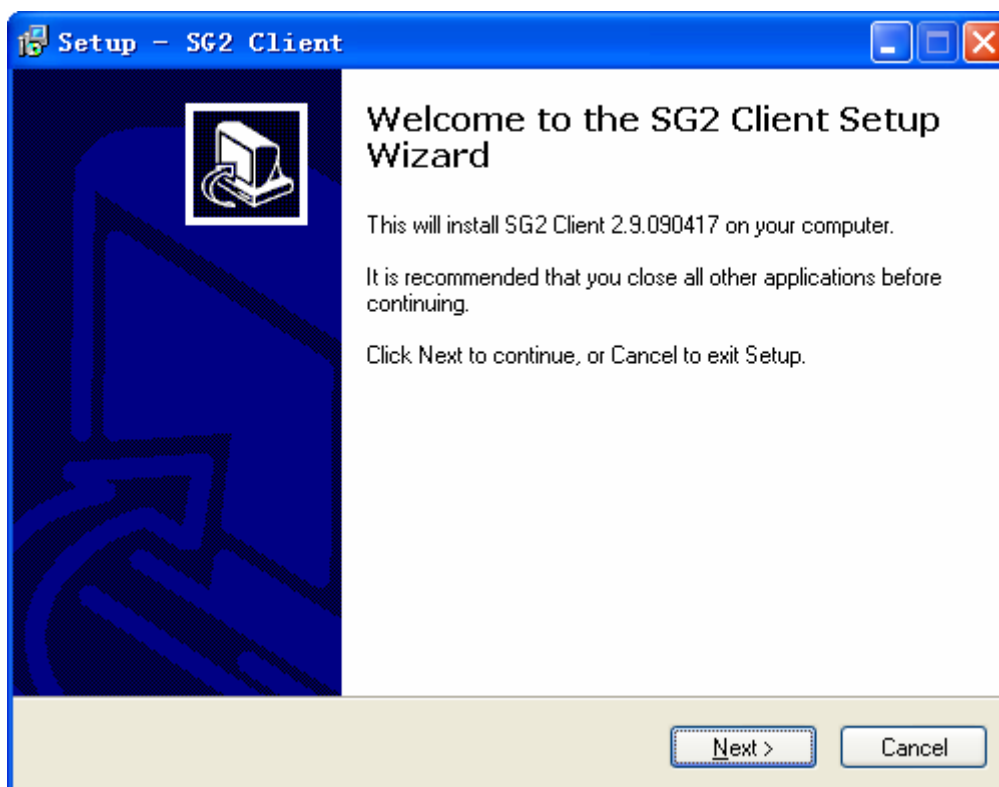 Setup - SG2 Client
Welcome to the SG2 Client Setup
Wizard
This will install SG2 Client 2.9.090417 on your computer.
It is recommended that you close all other applications before
continuing.
Click Next to continue, or Cancel to exit Setup.
Next >
Cancel